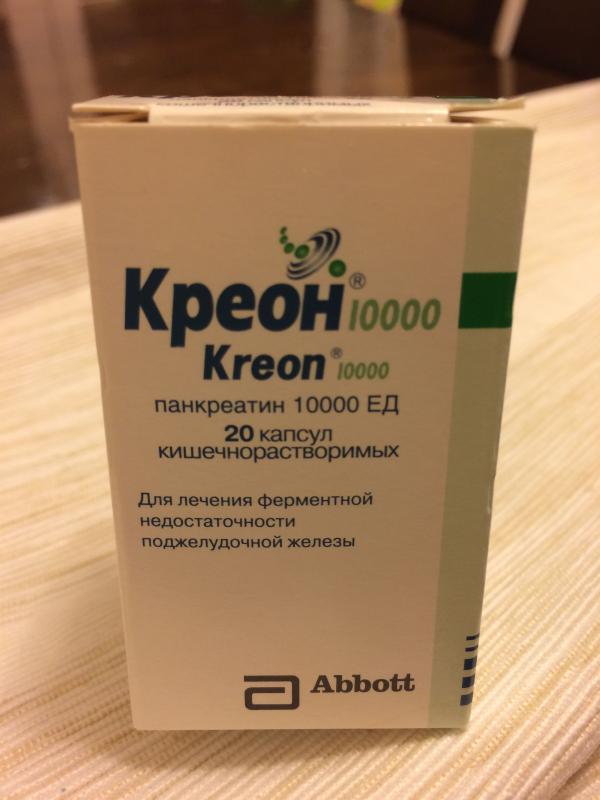 Креон® 10000
Kreon® 10000
панкреатин 10000 ЕД
20 капсул
кишечнорастворимых
Для лечения ферментной
недостаточности
поджелудочной железы
Abbott